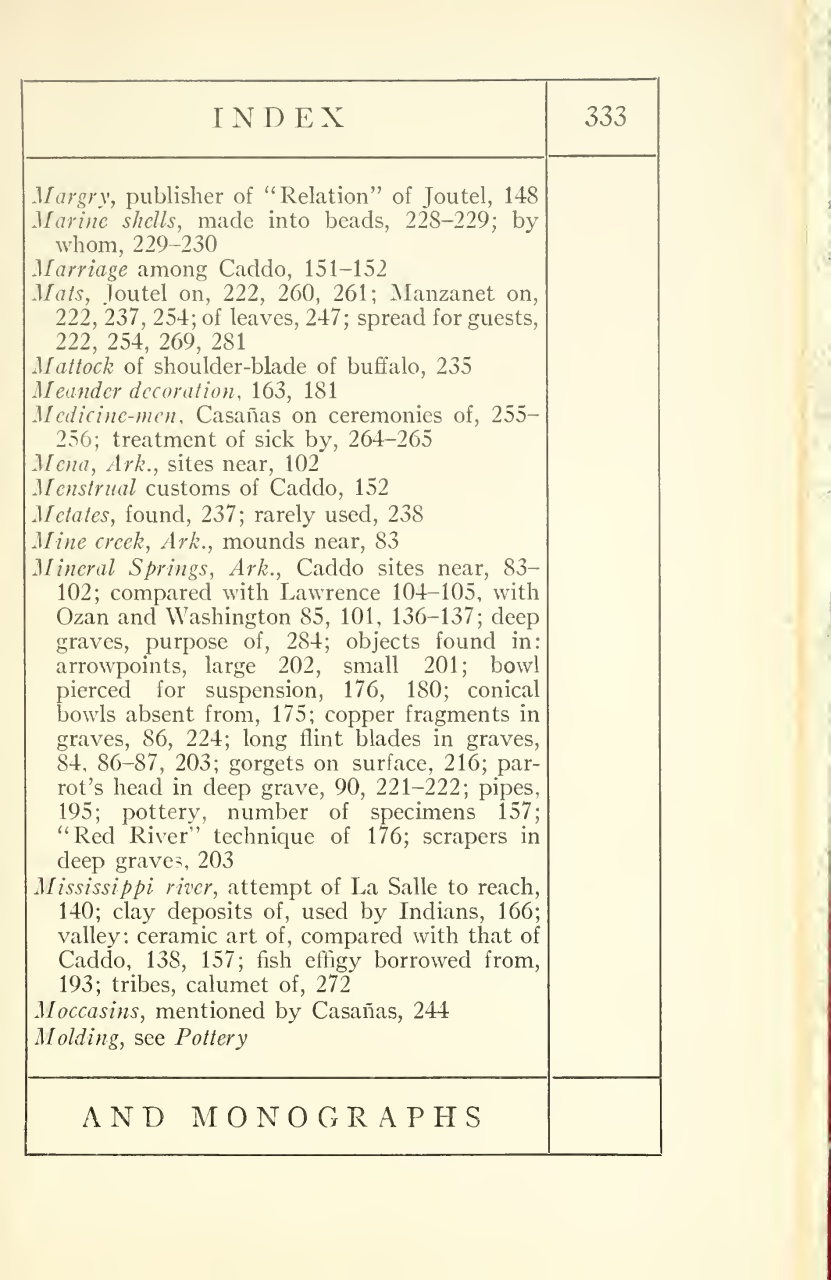 INDEX 333
Margry, publisher of "Relation" of Joutel, 148
Marine shells, made into beads, 228–229; by
whom, 229–230
Marriage among Caddo, 151–152
Mats, Joutel on, 222, 260, 261; Manzanet on,
222, 237, 254; of leaves, 247; spread for guests,
222, 254, 269, 281
Mattock of shoulder-blade of buffalo, 235
Meander decoration, 163, 181
Medicine-men, Casañas on ceremonies of, 255–
256; treatment of sick by, 264–265
Mena, Ark., sites near, 102
Menstrual customs of Caddo, 152
Metates, found, 237; rarely used, 238
Mine creek, Ark., mounds near, 83
Mineral Springs, Ark., Caddo sites near, 83–
102; compared with Lawrence 104–105, with
Ozan and Washington 85, 101, 136–137; deep
graves, purpose of, 284; objects found in:
arrowpoints, large 202, small 201; bowl
pierced for suspension, 176, 180; conical
bowls absent from, 175; copper fragments in
graves, 86, 224; long flint blades in graves,
84, 86–87, 203; gorgets on surface, 216; par-
rot's head in deep grave, 90, 221–222; pipes,
195; pottery, number of specimens 157;
"Red River" technique of 176; scrapers in
deep graves, 203
Mississippi river, attempt of La Salle to reach,
140; clay deposits of, used by Indians, 166;
valley: ceramic art of, compared with that of
Caddo, 138, 157; fish effigy borrowed from,
193; tribes, calumet of, 272
Moccasins, mentioned by Casañas, 244
Molding, see Pottery
AND MONOGRAPHS